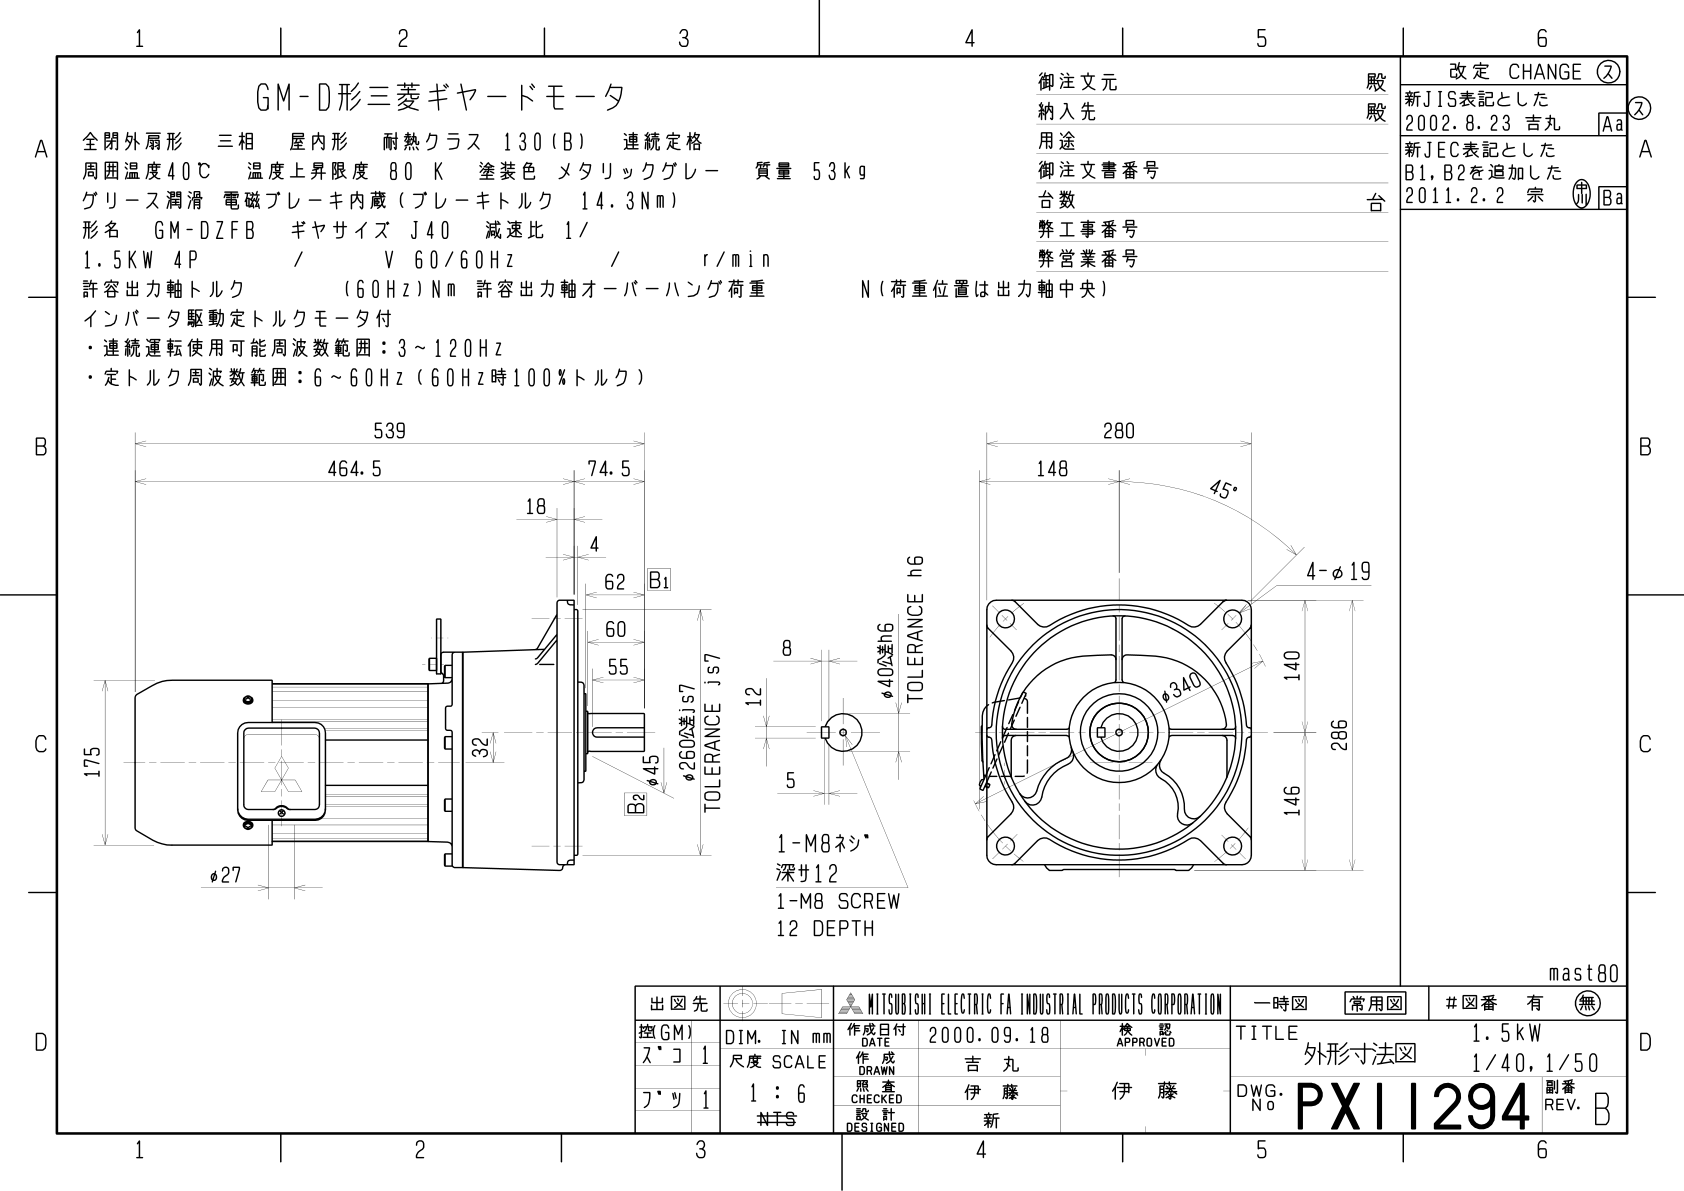 1 2 3 4 5 6
GM-D形三菱ギヤードモータ
全閉外扇形 三相 屋内形 耐熱クラス 130(B) 連続定格
周囲温度40℃ 温度上昇限度 80 K 塗装色 メタリックグレー 質量 53kg
グリース潤滑 電磁ブレーキ内蔵(ブレーキトルク 14.3Nm)
形名 GM-DZFB ギヤサイズ J40 減速比 1/
1.5KW 4P / V 60/60Hz / r/min
許容出力軸トルク (60Hz)Nm 許容出力軸オーバーハング荷重 N(荷重位置は出力軸中央)
インバータ駆動定トルクモータ付
・連続運転使用可能周波数範囲:3~120Hz
・定トルク周波数範囲:6~60Hz(60Hz時100%トルク)
御注文元 殿
納入先 殿
用途
御注文書番号
台数 台
弊工事番号
弊営業番号
改定 CHANGE ス
新JIS表記とした
2002.8.23 吉丸 Aa
ス
新JEC表記とした
B1,B2を追加した
2011.2.2 宗 中川 Ba
A A
B B
C C
D D
539
464.5 74.5
18
4
62 B1
60
55
175
32
φ27
φ45
B2
φ260公差js7
TOLERANCE js7
8
12
5
φ40公差h6
TOLERANCE h6
1-M8ネジ
深サ12
1-M8 SCREW
12 DEPTH
280
148
45°
4-φ19
φ340
140
286
146
mast80
出図先
控(GM)
ズコ 1
ブツ 1
DIM. IN mm
尺度 SCALE
1:6
NTS
MITSUBISHI ELECTRIC FA INDUSTRIAL PRODUCTS CORPORATION
作成日付 DATE 2000.09.18
作成 DRAWN 吉丸
照査 CHECKED 伊藤
設計 DESIGNED 新
検認 APPROVED
伊藤
一時図 常用図 #図番 有 無
TITLE
外形寸法図
1.5kW
1/40,1/50
DWG. No PX11294
副番 REV. B
1 2 3 4 5 6